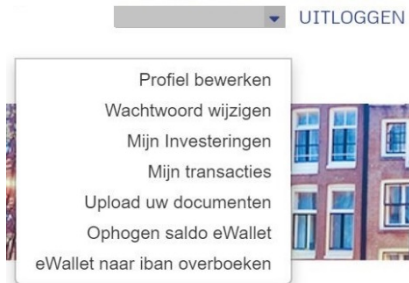 UITLOGGEN
Profiel bewerken
Wachtwoord wijzigen
Mijn Investeringen
Mijn transacties
Upload uw documenten
Ophogen saldo eWallet
eWallet naar iban overboeken